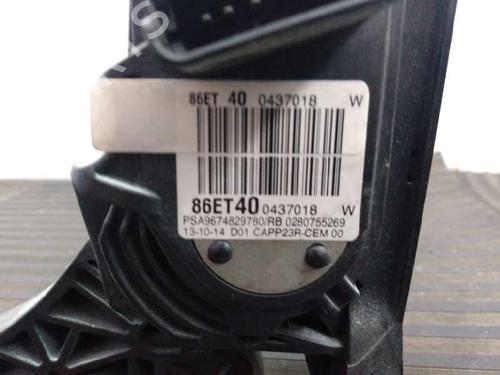 86ET 40 0437018 W
86ET40 0437018 W
PSA9674829780/RB 0280755269
13-10-14 D01 CAPP23R-CEM 00